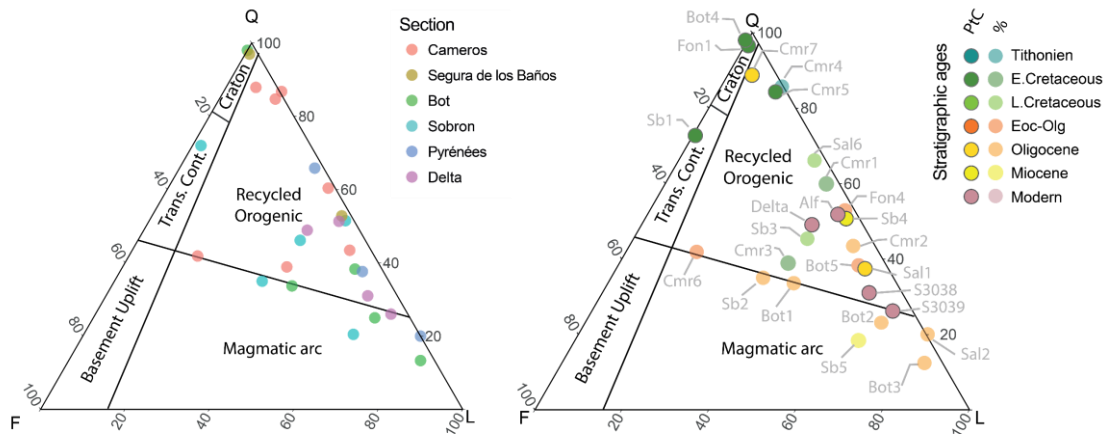 Q
100
Section
Cameros
Segura de los Baños
Bot
Sobron
Pyrénées
Delta
Craton
20
80
Trans. Cont.
40
Recycled
Orogenic
60
60
40
Basement Uplift
80
Magmatic arc
20
100
F
20
40
60
80
100
L
Bot4
Q
100
Fon1
Cmr7
Cmr4
Cmr5
Craton
20
80
Sb1
Trans. Cont.
40
Recycled
Orogenic
Sal6
Cmr1
60
Delta
Alf
Fon4
Sb4
Sb3
60
Cmr3
Cmr2
40
Cmr6
Bot5
Sal1
Sb2
Bot1
S3038
S3039
Basement Uplift
80
Magmatic arc
Bot2
20
Sb5
Sal2
Bot3
100
F
20
40
60
80
100
L
PtC
%
Stratigraphic ages
Tithonien
E.Cretaceous
L.Cretaceous
Eoc-Olg
Oligocene
Miocene
Modern